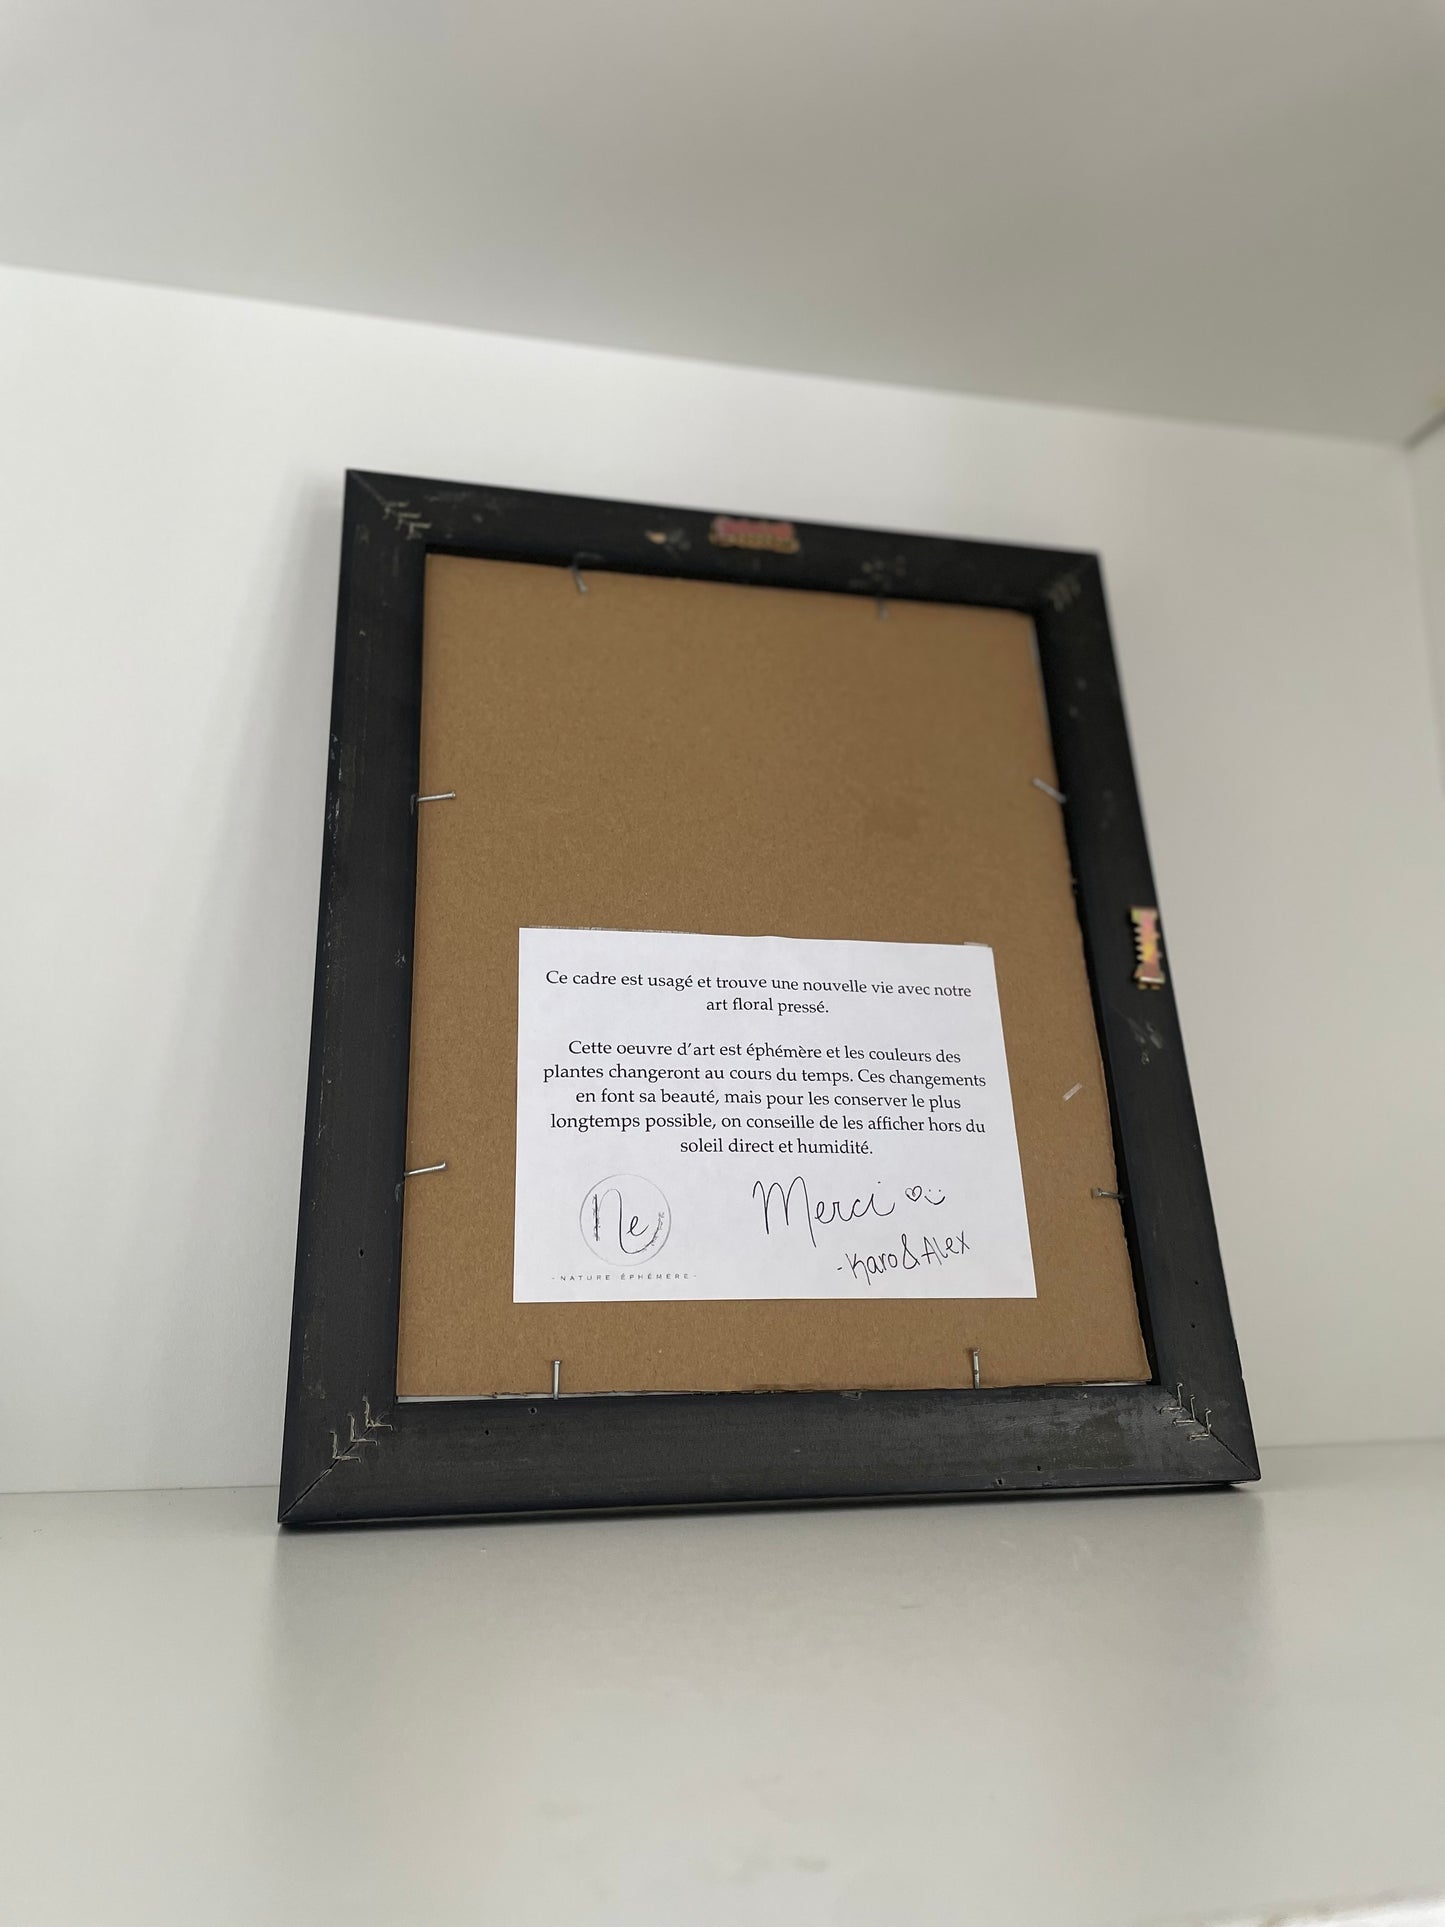 Ce cadre est usagé et trouve une nouvelle vie avec notre
art floral pressé.
Cette oeuvre d'art est éphémère et les couleurs des
plantes changeront au cours du temps. Ces changements
en font sa beauté, mais pour les conserver le plus
longtemps possible, on conseille de les afficher hors du
soleil direct et humidité.
Ne
- NATURE ÉPHÉMÈRE -
Merci
- Karo & Alex